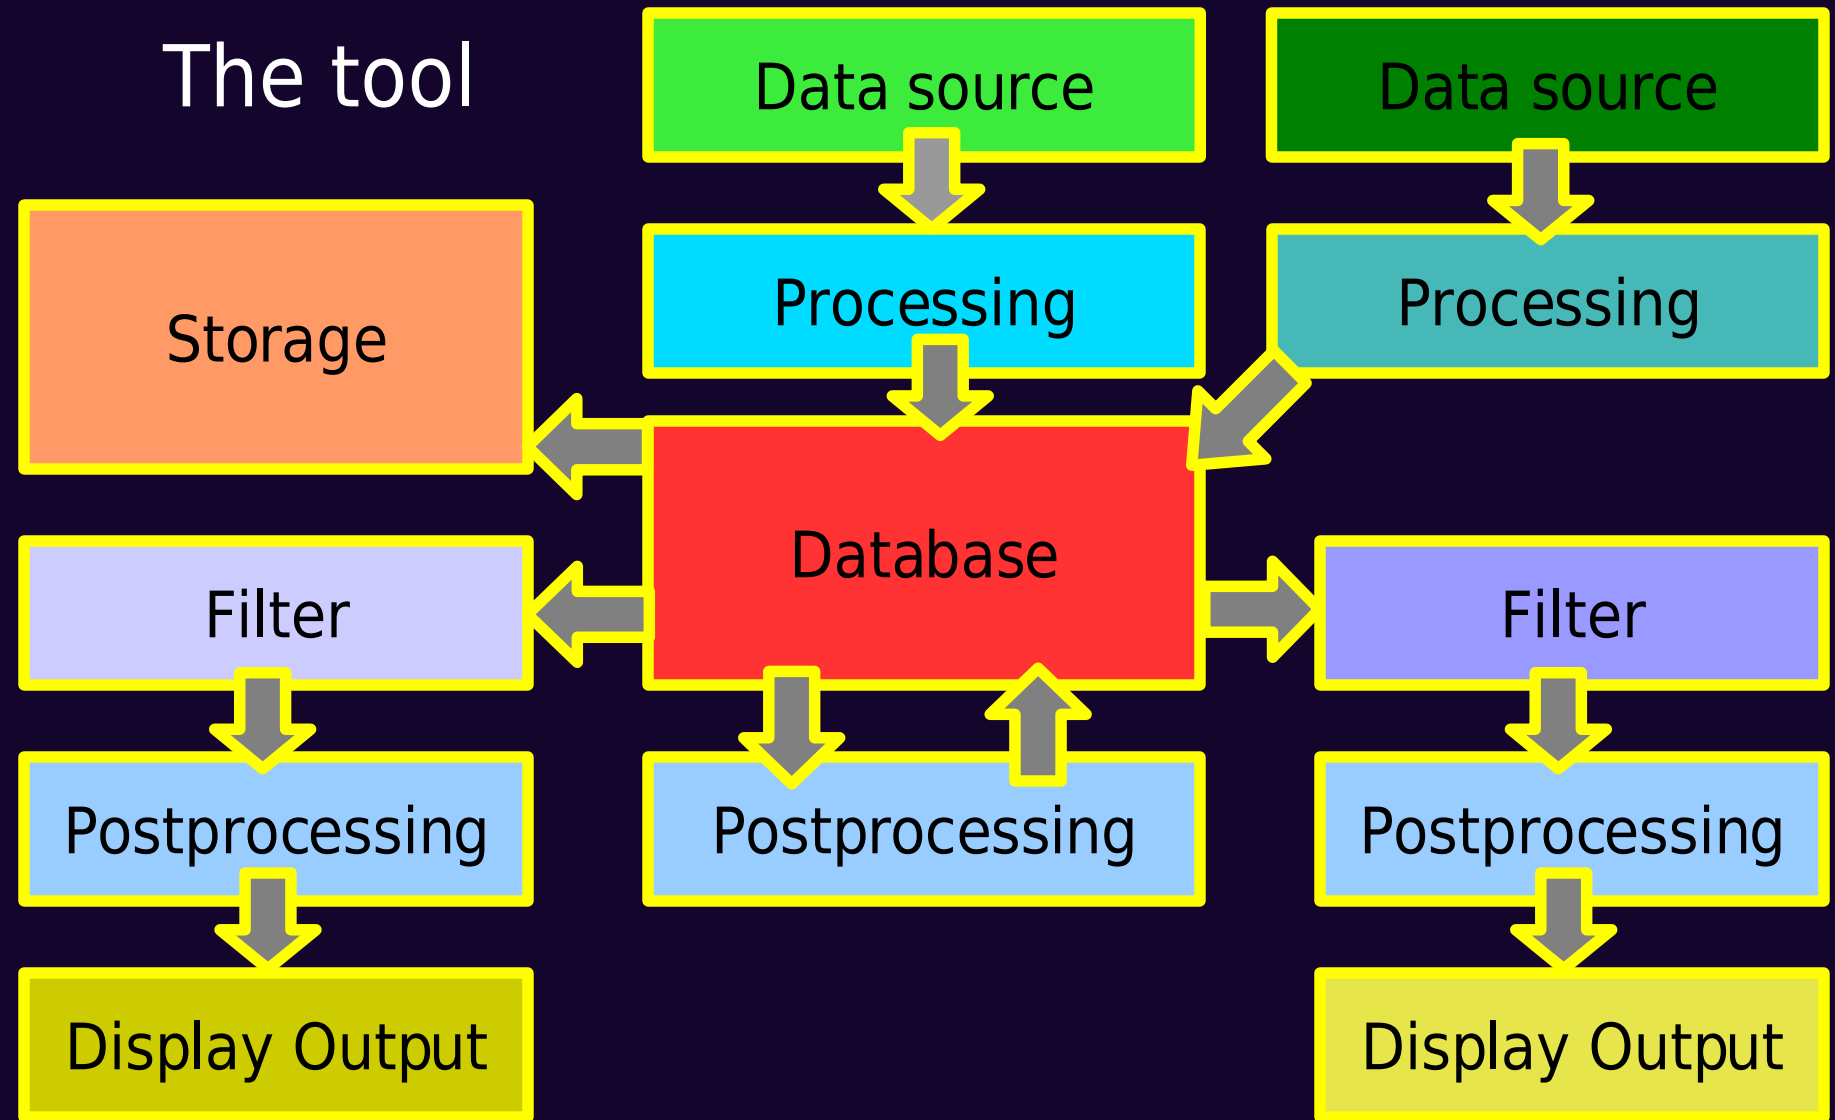 The tool
Data source
Data source
Processing
Processing
Storage
Database
Filter
Filter
Postprocessing
Postprocessing
Postprocessing
Display Output
Display Output